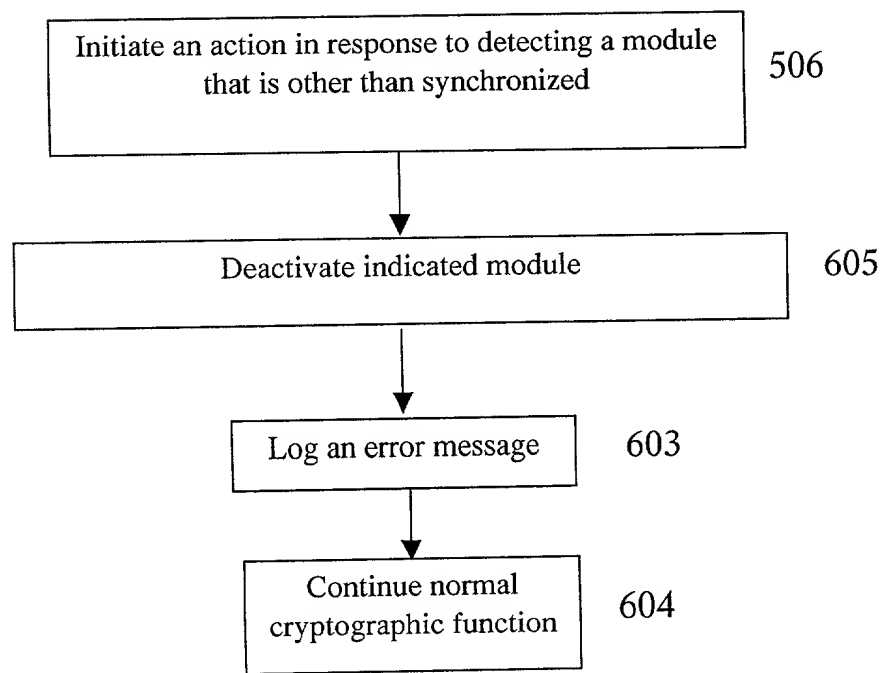 Initiate an action in response to detecting a module
that is other than synchronized
506
Deactivate indicated module
605
Log an error message
603
Continue normal
cryptographic function
604